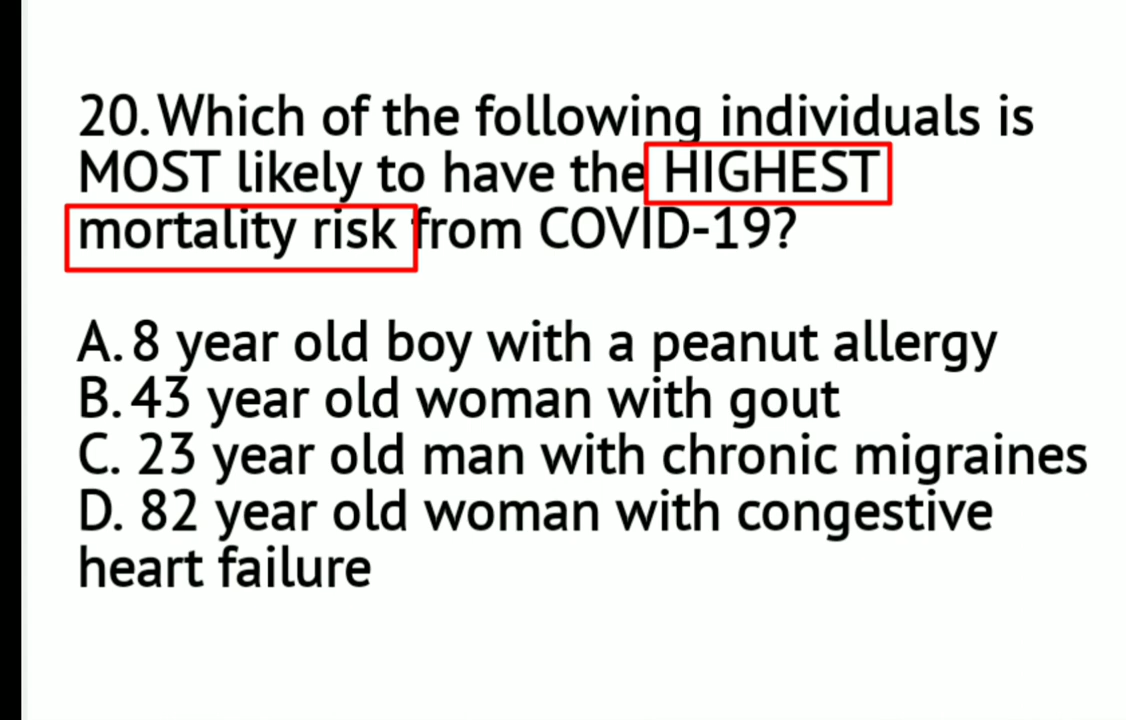 20. Which of the following individuals is
MOST likely to have the HIGHEST
mortality risk from COVID-19?
A. 8 year old boy with a peanut allergy
B. 43 year old woman with gout
C. 23 year old man with chronic migraines
D. 82 year old woman with congestive
heart failure